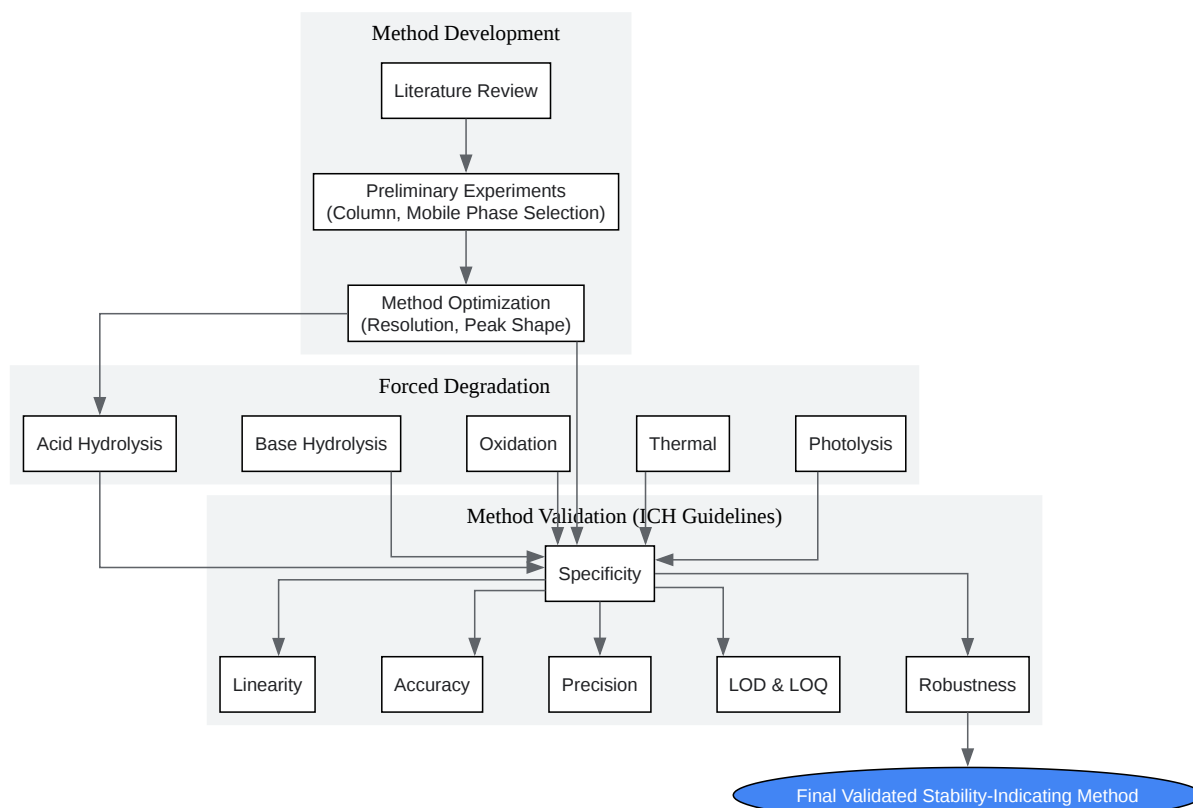 Method Development
Literature Review
Preliminary Experiments
(Column, Mobile Phase Selection)
Method Optimization
(Resolution, Peak Shape)
Forced Degradation
Acid Hydrolysis
Base Hydrolysis
Oxidation
Thermal
Photolysis
Method Validation (ICH Guidelines)
Specificity
Linearity
Accuracy
Precision
LOD & LOQ
Robustness
Final Validated Stability-Indicating Method